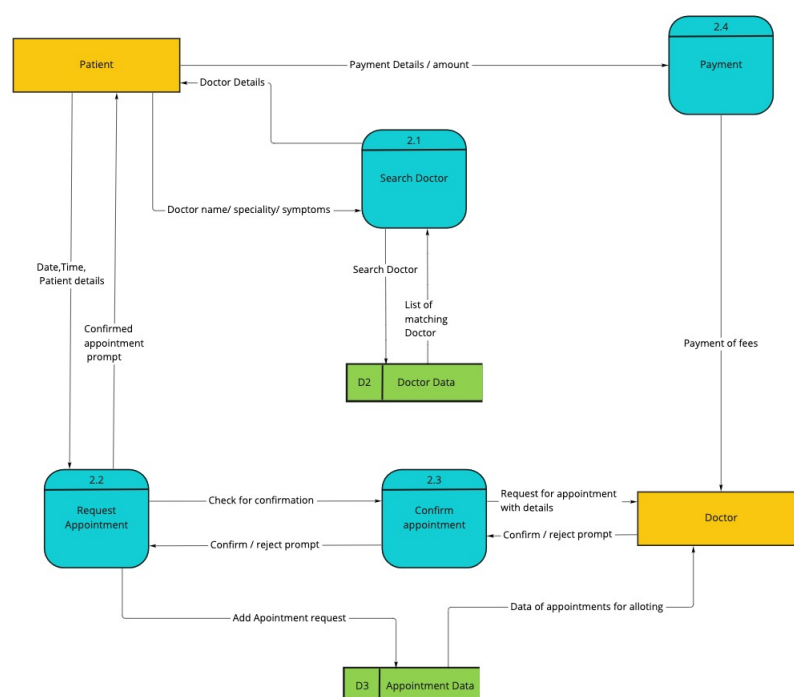 2.4
Patient
Payment Details / amount
Payment
Doctor Details
2.1
Search Doctor
Doctor name/ speciality/ symptoms
Date,Time,
Patient details
Search Doctor
List of
matching
Doctor
Confirmed
appointment
prompt
Payment of fees
D2
Doctor Data
2.2
Request
Appointment
Check for confirmation
2.3
Confirm
appointment
Request for appointment
with details
Doctor
Confirm / reject prompt
Confirm / reject prompt
Add Apointment request
Data of appointments for alloting
D3
Appointment Data